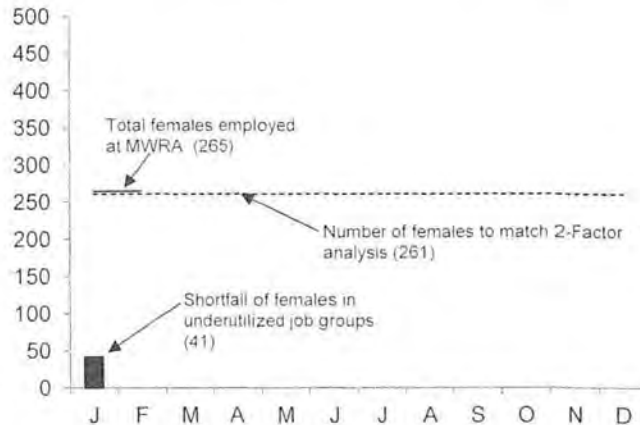 500
450
400
350
300
250
200
150
100
50
0
Total females employed
at MWRA (265)
Number of females to match 2-Factor
analysis (261)
Shortfall of females in
underutilized job groups
(41)
J F M A M J J A S O N D